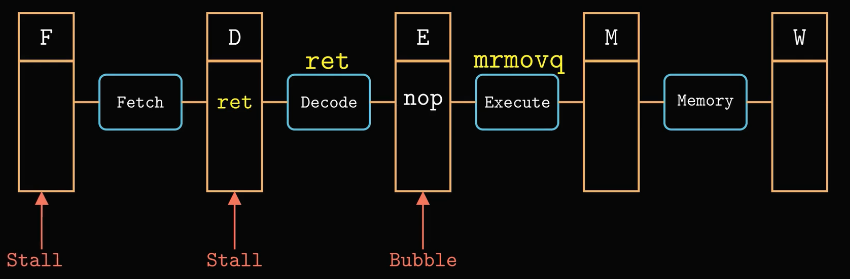 F
D
E
M
W
ret
mrmovq
Fetch
ret
Decode
nop
Execute
Memory
Stall
Stall
Bubble